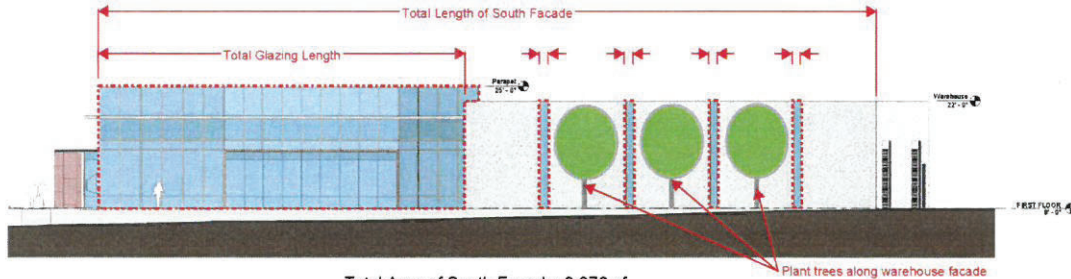 Total Length of South Facade
Total Glazing Length
Parapet
25' - 0"
Warehouse
22' - 0"
FIRST FLOOR
0' - 0"
Plant trees along warehouse facade